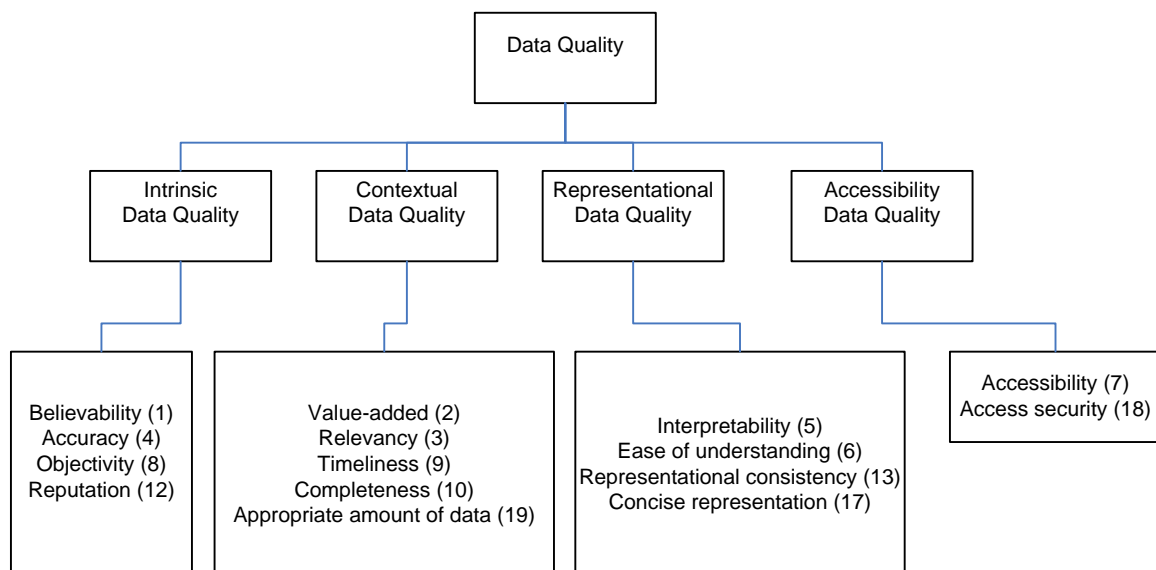 Data Quality
Intrinsic
Data Quality
Contextual
Data Quality
Representational
Data Quality
Accessibility
Data Quality
Believability (1)
Accuracy (4)
Objectivity (8)
Reputation (12)
Value-added (2)
Relevancy (3)
Timeliness (9)
Completeness (10)
Appropriate amount of data (19)
Interpretability (5)
Ease of understanding (6)
Representational consistency (13)
Concise representation (17)
Accessibility (7)
Access security (18)